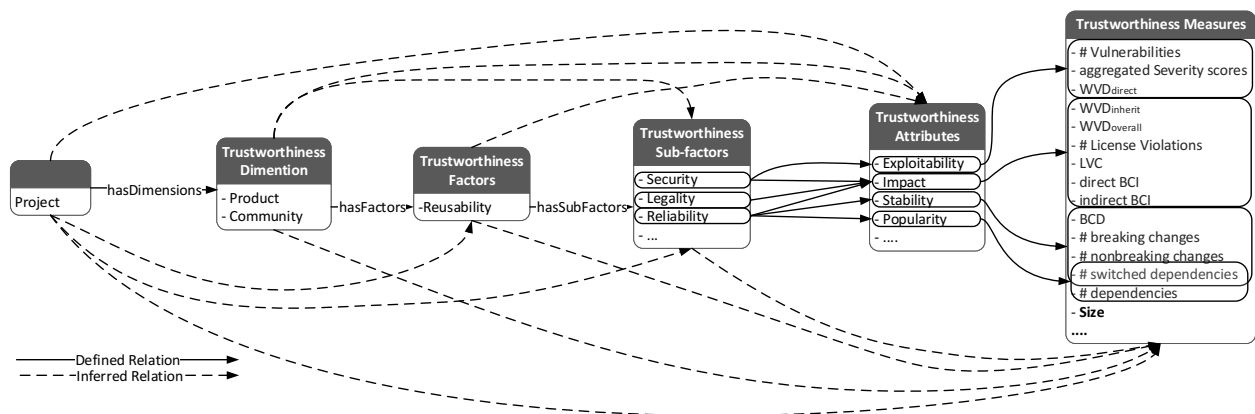 Project
hasDimensions
Trustworthiness
Dimention
- Product
- Community
hasFactors
Trustworthiness
Factors
-Reusability
hasSubFactors
Trustworthiness
Sub-factors
- Security
- Legality
- Reliability
- ...
Trustworthiness
Attributes
- Exploitability
- Impact
- Stability
- Popularity
- ....
Trustworthiness Measures
- # Vulnerabilities
- aggregated Severity scores
- WVDdirect
- WVDinherit
- WVDoverall
- # License Violations
- LVC
- direct BCI
- indirect BCI
- BCD
- # breaking changes
- # nonbreaking changes
- # switched dependencies
- # dependencies
- Size
....
Defined Relation
Inferred Relation